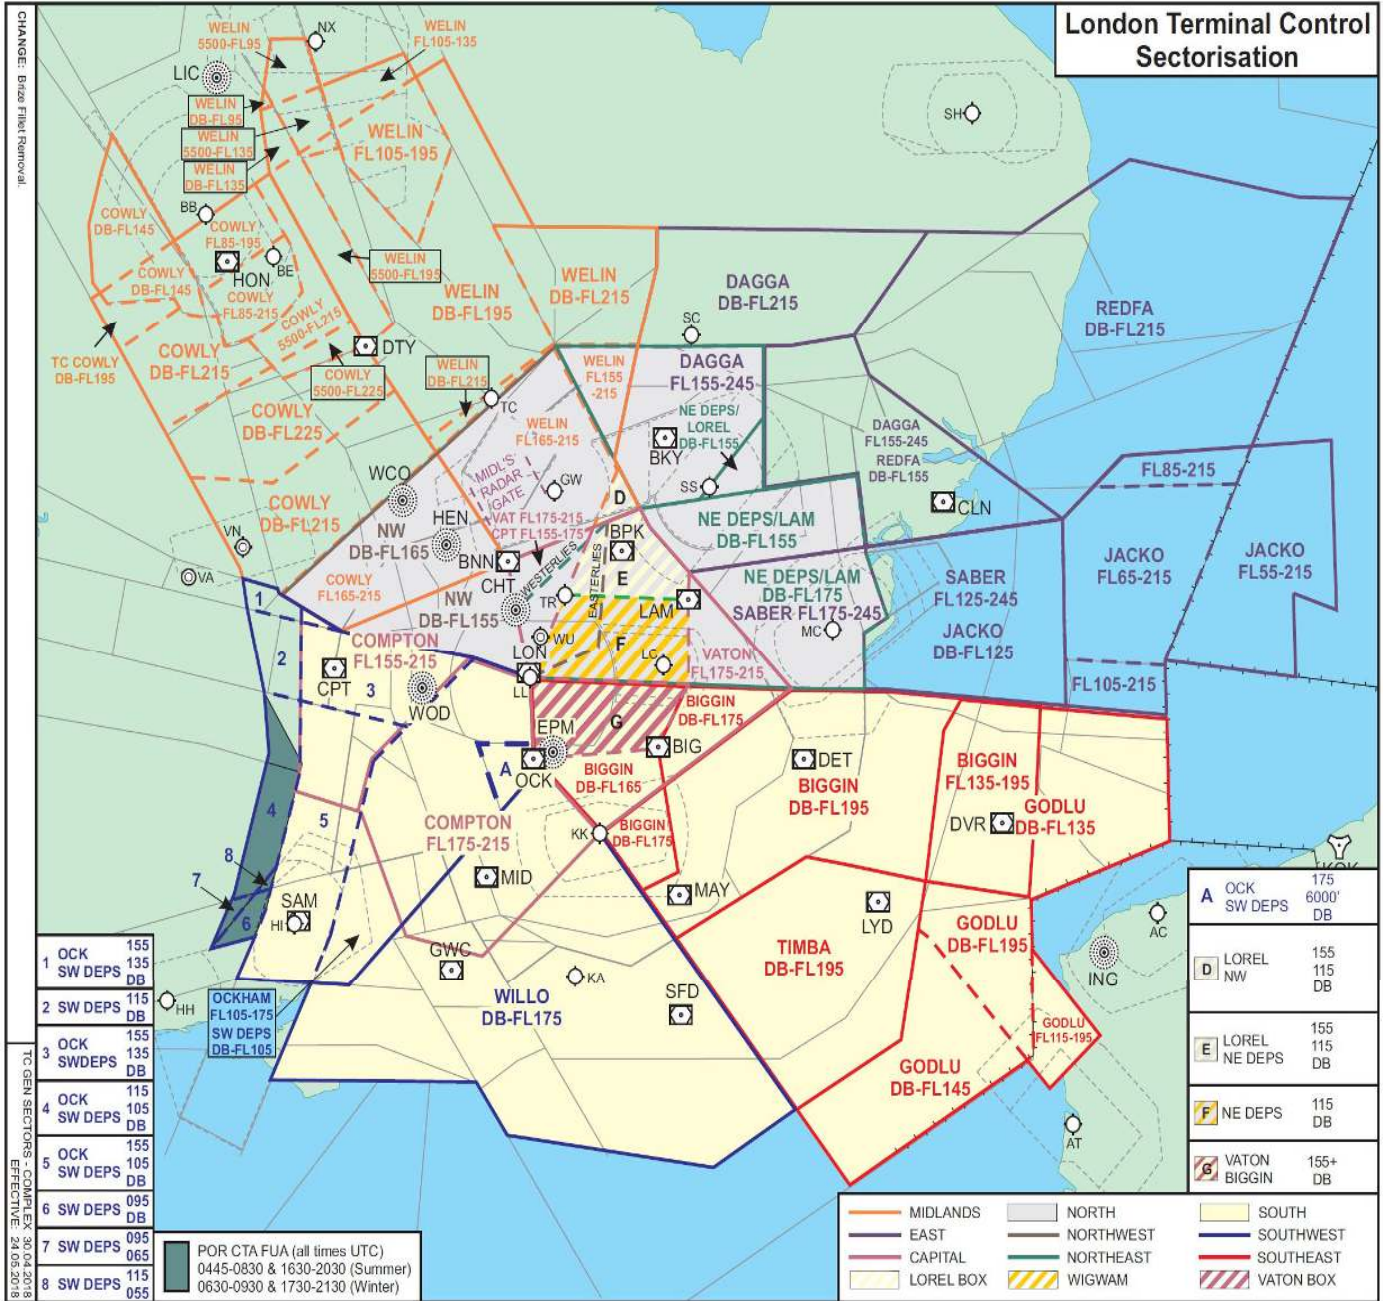 London Terminal Control
Sectorisation
CHANGE: Brize Fillet Removal.
NX
WELIN
5500-FL95
WELIN
FL105-135
LIC
WELIN
DB-FL95
WELIN
5500-FL135
WELIN
DB-FL135
WELIN
FL105-195
SH
BB
COWLY
DB-FL145
COWLY
FL85-195
HON
BE
COWLY
DB-FL145
COWLY
FL85-215
COWLY
5500-FL215
WELIN
5500-FL195
WELIN
DB-FL195
WELIN
DB-FL215
DAGGA
DB-FL215
REDFA
DB-FL215
SC
TC COWLY
DB-FL195
COWLY
DB-FL215
DTY
COWLY
5500-FL225
WELIN
DB-FL215
TC
WELIN
FL155
-215
DAGGA
FL155-245
COWLY
DB-FL225
NE DEPS/
LOREL
DB-FL155
BKY
WELIN
FL165-215
DAGGA
FL155-245
REDFA
DB-FL155
MIDL'S
RADAR
GATE
GW
SS
WCO
D
CLN
FL85-215
COWLY
DB-FL215
VN
VA
HEN
NW
DB-FL165
VAT FL175-215
CPT FL155-175
BPK
NE DEPS/LAM
DB-FL155
BNN
CHT
WESTERLIES
EASTERLIES
E
JACKO
FL65-215
JACKO
FL55-215
COWLY
FL165-215
NW
DB-FL155
TR
LAM
NE DEPS/LAM
DB-FL175
SABER FL175-245
MC
SABER
FL125-245
JACKO
DB-FL125
1
2
3
COMPTON
FL155-215
CPT
WOD
LON
WU
LL
F
LC
VATON
FL175-215
FL105-215
G
BIGGIN
DB-FL175
EPM
BIG
A
OCK
BIGGIN
DB-FL165
DET
BIGGIN
DB-FL195
BIGGIN
FL135-195
GODLU
DB-FL135
DVR
4
5
COMPTON
FL175-215
KK
BIGGIN
DB-FL175
8
7
6
SAM
HI
MID
MAY
LYD
GWC
KA
WILLO
DB-FL175
SFD
TIMBA
DB-FL195
GODLU
DB-FL195
GODLU
FL115-195
GODLU
DB-FL145
HH
OCKHAM
FL105-175
SW DEPS
DB-FL105
AC
ING
AT
A OCK
SW DEPS
175
6000'
DB
D LOREL
NW
155
115
DB
E LOREL
NE DEPS
155
115
DB
F NE DEPS
115
DB
G VATON
BIGGIN
155+
DB
1 OCK
SW DEPS
155
135
DB
2 SW DEPS
115
DB
3 OCK
SWDEPS
155
135
DB
4 OCK
SW DEPS
115
105
DB
5 OCK
SW DEPS
155
105
DB
6 SW DEPS
095
DB
7 SW DEPS
095
065
8 SW DEPS
115
055
POR CTA FUA (all times UTC)
0445-0830 & 1630-2030 (Summer)
0630-0930 & 1730-2130 (Winter)
MIDLANDS
EAST
CAPITAL
LOREL BOX
NORTH
NORTHWEST
NORTHEAST
WIGWAM
SOUTH
SOUTHWEST
SOUTHEAST
VATON BOX
TC GEN SECTORS - COMPLEX 30.04.2018
EFFECTIVE: 24.05.2018